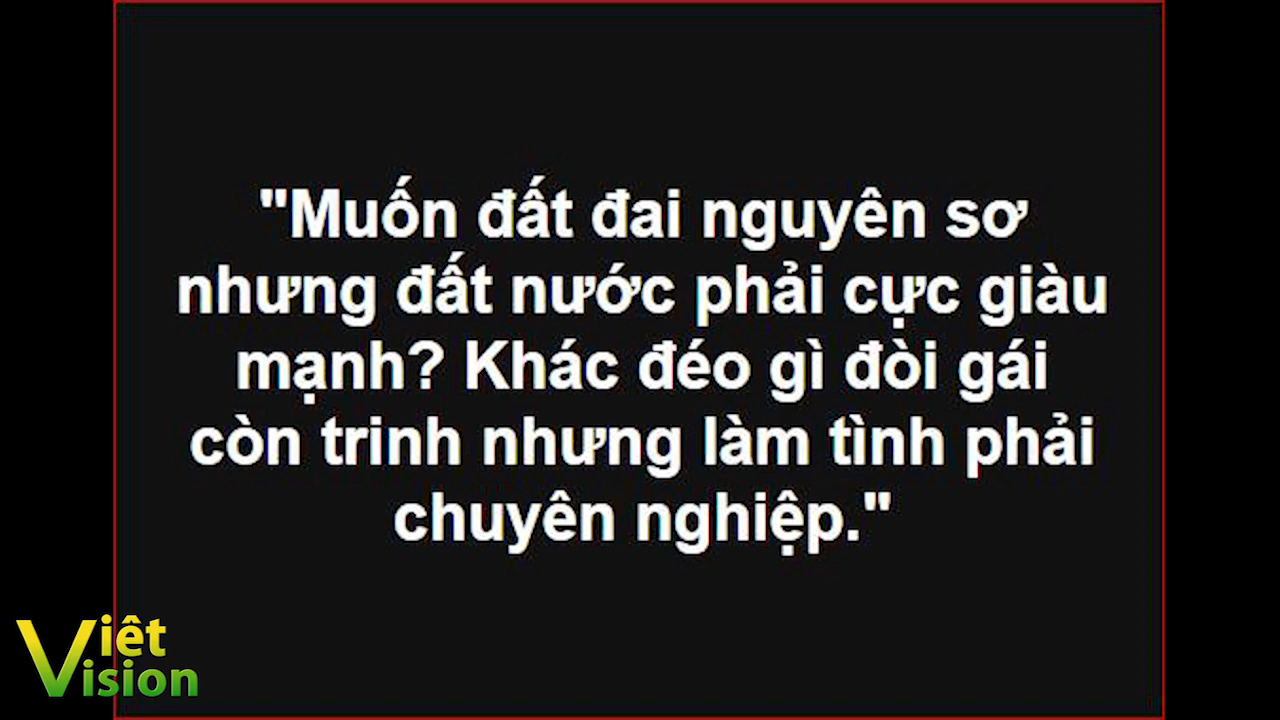 "Muốn đất đai nguyên sơ
nhưng đất nước phải cực giàu
mạnh? Khác đéo gì đòi gái
còn trinh nhưng làm tình phải
chuyên nghiệp."
Việt
Vision